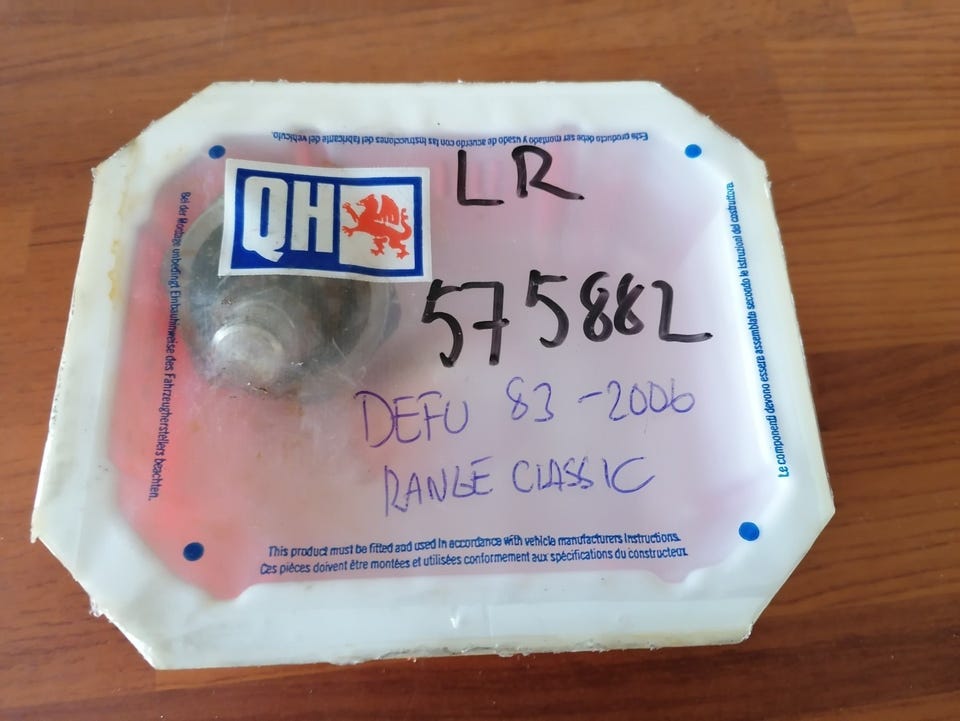 Este producto debe ser montado y usado de acuerdo con las instrucciones del fabricante del vehículo.
QH
LR
575882
DEFU 83 - 2006
RANGE CLASSIC
Bei der Montage unbedingt Einbauhinweise des Fahrzeugherstellers beachten.
Le componenti devono essere assemblate secondo le istruzioni del costruttore.
This product must be fitted and used in accordance with vehicle manufacturers instructions.
Ces pièces doivent être montées et utilisées conformement aux spécifications du constructeur.